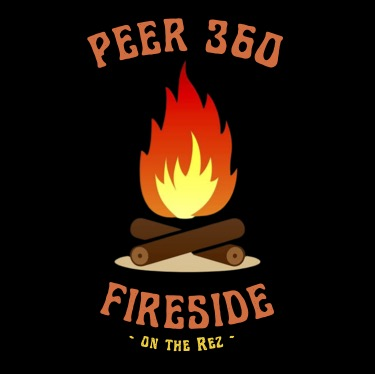 PEER 360
FIRESIDE
- ON THE REZ -